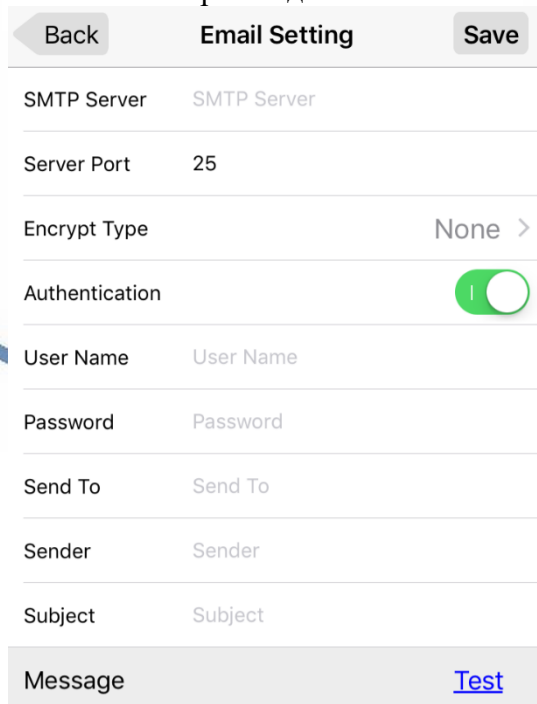 Back Email Setting Save
SMTP Server SMTP Server
Server Port 25
Encrypt Type None >
Authentication
User Name User Name
Password Password
Send To Send To
Sender Sender
Subject Subject
Message Test